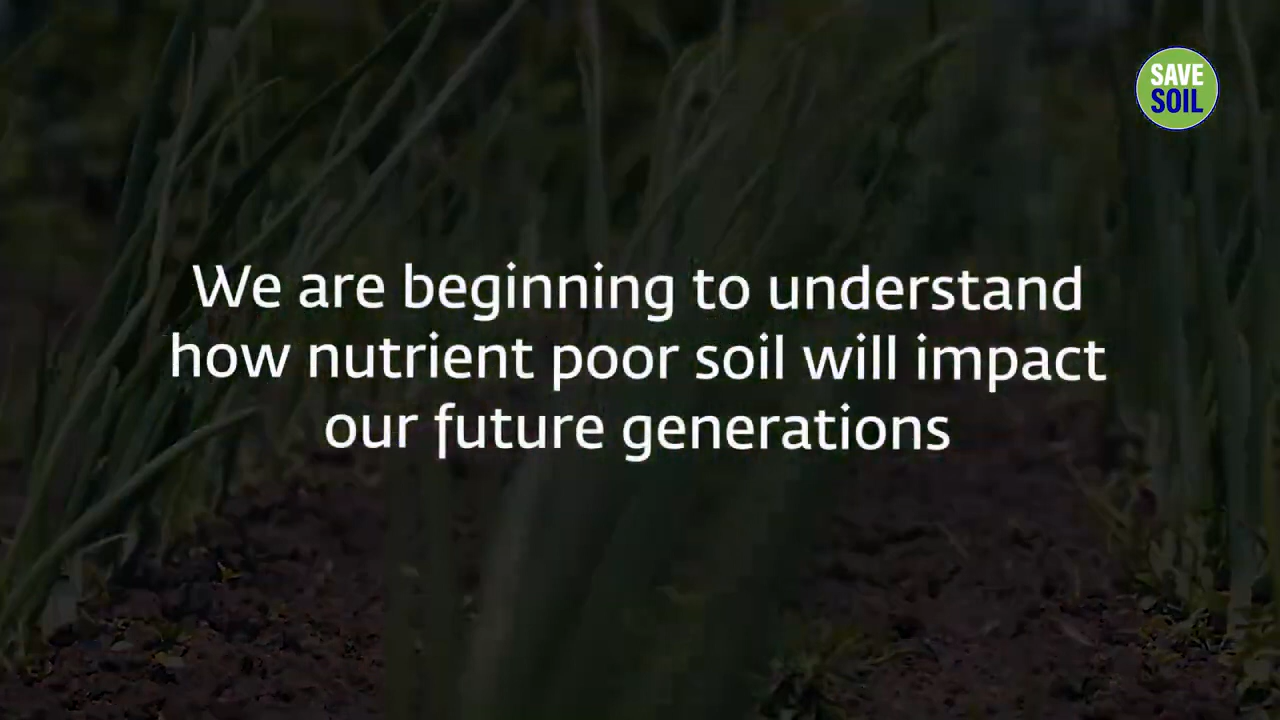 SAVE
SOIL
We are beginning to understand
how nutrient poor soil will impact
our future generations